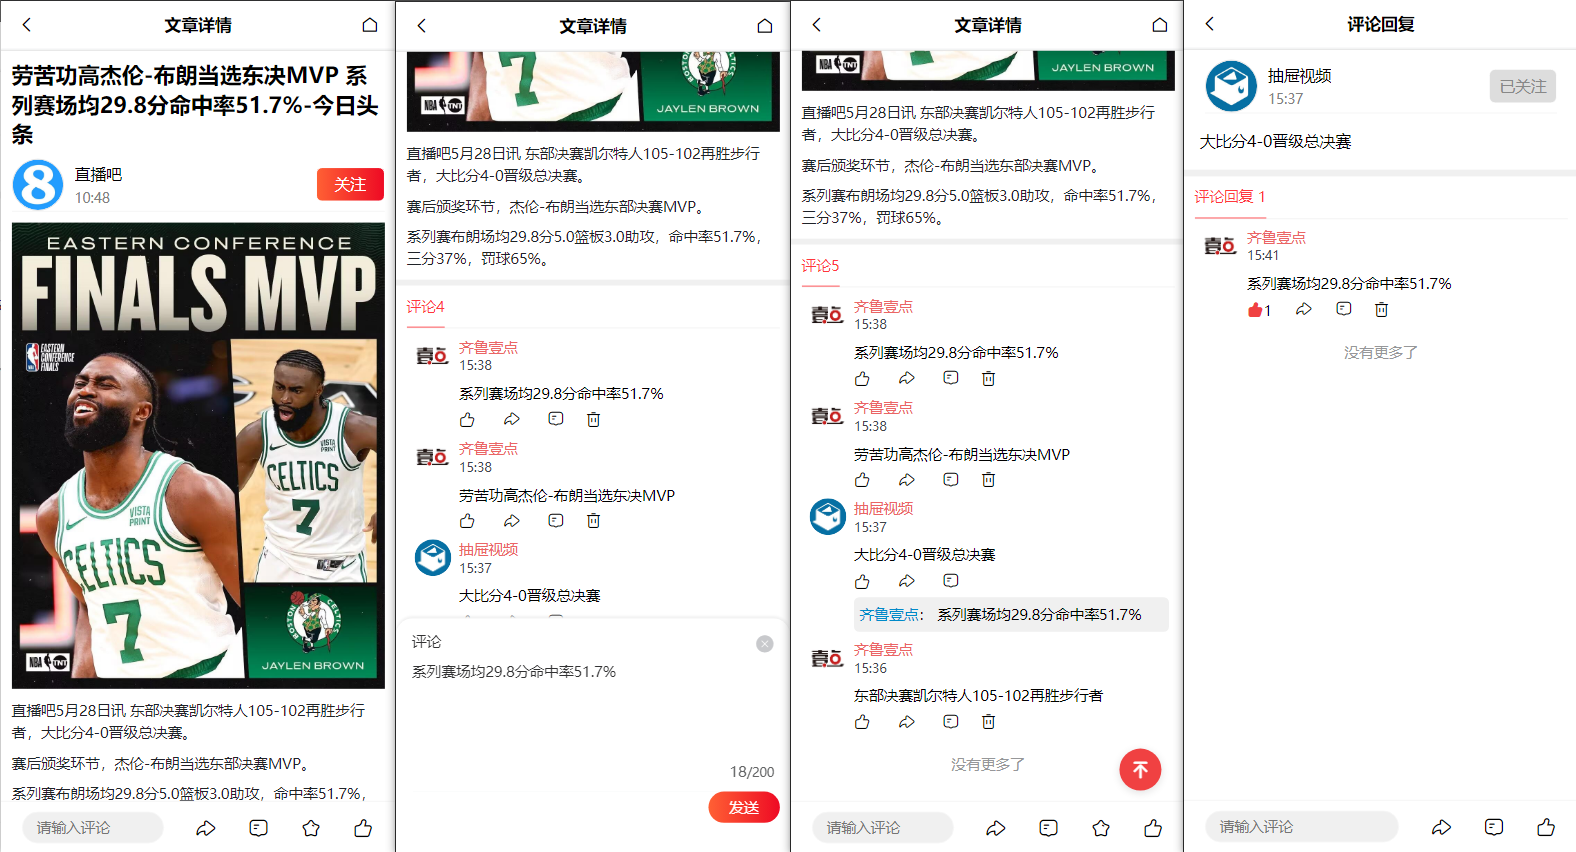 文章详情
劳苦功高杰伦-布朗当选东决MVP 系
列赛场均29.8分命中率51.7%-今日头
条
直播吧
10:48
关注
EASTERN CONFERENCE
FINALS MVP
EASTERN
CONFERENCE
FINALS
VISTA
PRINT
CELTICS
7
VISTA
PRINT
CELTICS
7
NBA TNT
BOSTON CELTICS
JAYLEN BROWN
直播吧5月28日讯 东部决赛凯尔特人105-102再胜步行
者，大比分4-0晋级总决赛。
赛后颁奖环节，杰伦-布朗当选东部决赛MVP。
系列赛布朗场均29.8分5.0篮板3.0助攻，命中率51.7%，
请输入评论
文章详情
7
NBA TNT
JAYLEN BROWN
直播吧5月28日讯 东部决赛凯尔特人105-102再胜步行
者，大比分4-0晋级总决赛。
赛后颁奖环节，杰伦-布朗当选东部决赛MVP。
系列赛布朗场均29.8分5.0篮板3.0助攻，命中率51.7%，
三分37%，罚球65%。
评论4
壹点
齐鲁壹点
15:38
系列赛场均29.8分命中率51.7%
壹点
齐鲁壹点
15:38
劳苦功高杰伦-布朗当选东决MVP
抽屉视频
15:37
大比分4-0晋级总决赛
评论
系列赛场均29.8分命中率51.7%
18/200
发送
文章详情
NBA TNT
JAYLEN BROWN
直播吧5月28日讯 东部决赛凯尔特人105-102再胜步行
者，大比分4-0晋级总决赛。
赛后颁奖环节，杰伦-布朗当选东部决赛MVP。
系列赛布朗场均29.8分5.0篮板3.0助攻，命中率51.7%，
三分37%，罚球65%。
评论5
壹点
齐鲁壹点
15:38
系列赛场均29.8分命中率51.7%
壹点
齐鲁壹点
15:38
劳苦功高杰伦-布朗当选东决MVP
抽屉视频
15:37
大比分4-0晋级总决赛
齐鲁壹点： 系列赛场均29.8分命中率51.7%
壹点
齐鲁壹点
15:36
东部决赛凯尔特人105-102再胜步行者
没有更多了
请输入评论
评论回复
抽屉视频
15:37
已关注
大比分4-0晋级总决赛
评论回复 1
壹点
齐鲁壹点
15:41
系列赛场均29.8分命中率51.7%
1
没有更多了
请输入评论